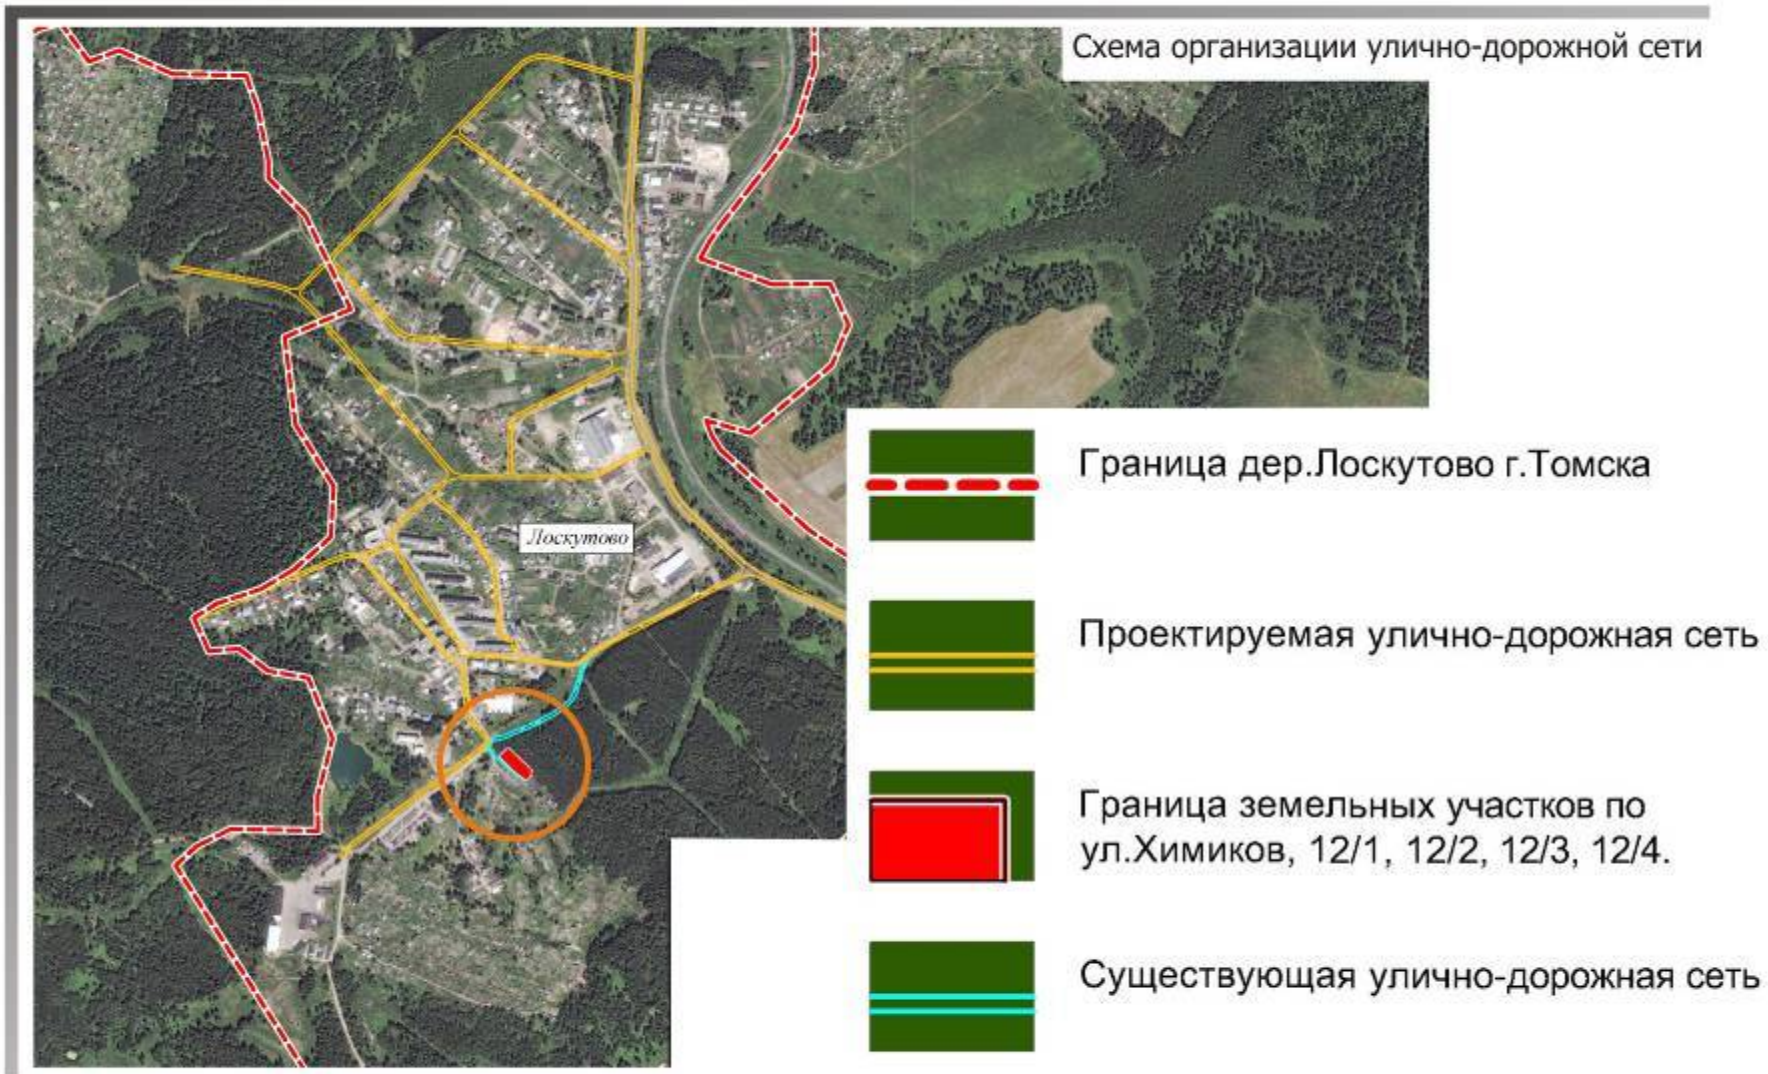 Схема организации улично-дорожной сети
Граница дер.Лоскутово г.Томска
Лоскутово
Проектируемая улично-дорожная сеть
Граница земельных участков по
ул.Химиков, 12/1, 12/2, 12/3, 12/4.
Существующая улично-дорожная сеть